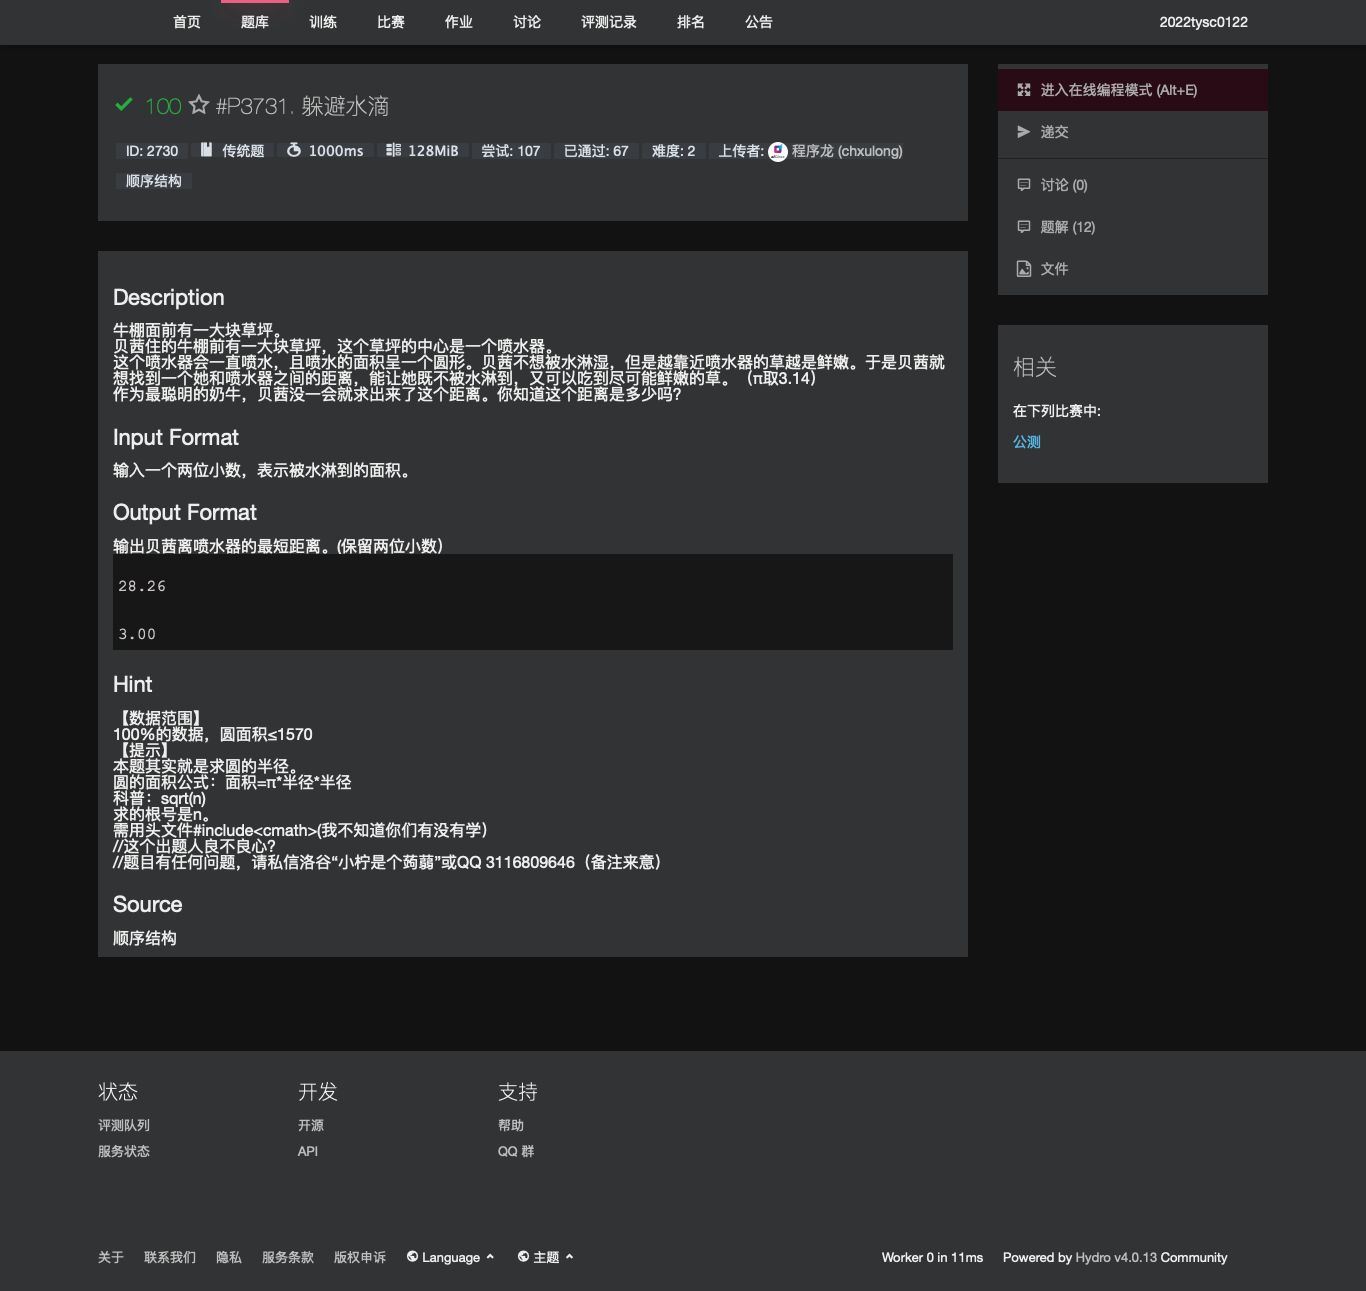 首页 题库 训练 比赛 作业 讨论 评测记录 排名 公告 2022tysc0122
100 #P3731. 躲避水滴
ID: 2730 传统题 1000ms 128MiB 尝试: 107 已通过: 67 难度: 2 上传者: 程序龙 (chxulong)
顺序结构
Description
牛棚面前有一大块草坪。
贝茜住的牛棚前有一大块草坪，这个草坪的中心是一个喷水器。
这个喷水器会一直喷水，且喷水的面积呈一个圆形。贝茜不想被水淋湿，但是越靠近喷水器的草越是鲜嫩。于是贝茜就
想找到一个她和喷水器之间的距离，能让她既不被水淋到，又可以吃到尽可能鲜嫩的草。（π取3.14）
作为最聪明的奶牛，贝茜没一会就求出来了这个距离。你知道这个距离是多少吗？
Input Format
输入一个两位小数，表示被水淋到的面积。
Output Format
输出贝茜离喷水器的最短距离。(保留两位小数）
28.26
3.00
Hint
【数据范围】
100%的数据，圆面积≤1570
【提示】
本题其实就是求圆的半径。
圆的面积公式：面积=π*半径*半径
科普：sqrt(n)
求的根号是n。
需用头文件#include<cmath>(我不知道你们有没有学）
//这个出题人良不良心？
//题目有任何问题，请私信洛谷“小柠是个蒟蒻”或QQ 3116809646（备注来意）
Source
顺序结构
进入在线编程模式 (Alt+E)
递交
讨论 (0)
题解 (12)
文件
相关
在下列比赛中:
公测
状态 开发 支持
评测队列 开源 帮助
服务状态 API QQ 群
关于 联系我们 隐私 服务条款 版权申诉 Language 主题 Worker 0 in 11ms Powered by Hydro v4.0.13 Community